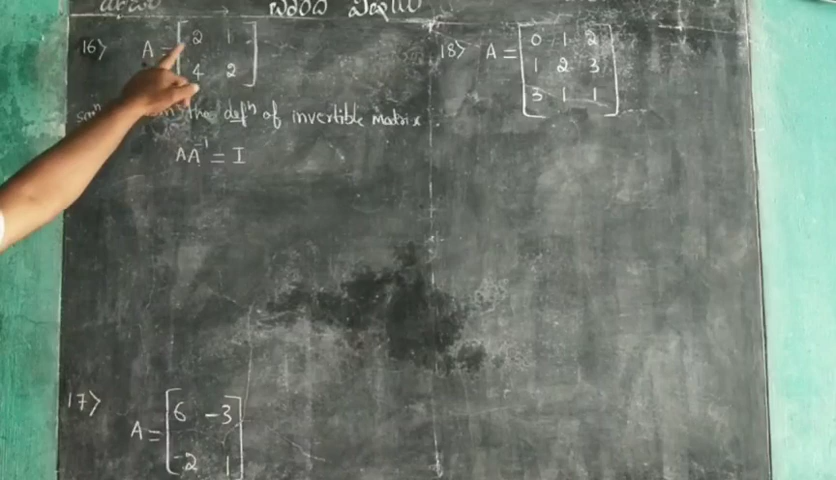 16) A = [ 2 1
4 2 ]
solⁿ the defⁿ of invertible matrix
AA⁻¹ = I
17) A = [ 6 -3
-2 1 ]
18) A = [ 0 1 2
1 2 3
3 1 1 ]